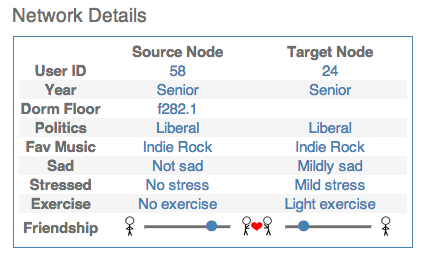 Network Details
Source Node Target Node
User ID 58 24
Year Senior Senior
Dorm Floor f282.1
Politics Liberal Liberal
Fav Music Indie Rock Indie Rock
Sad Not sad Mildly sad
Stressed No stress Mild stress
Exercise No exercise Light exercise
Friendship